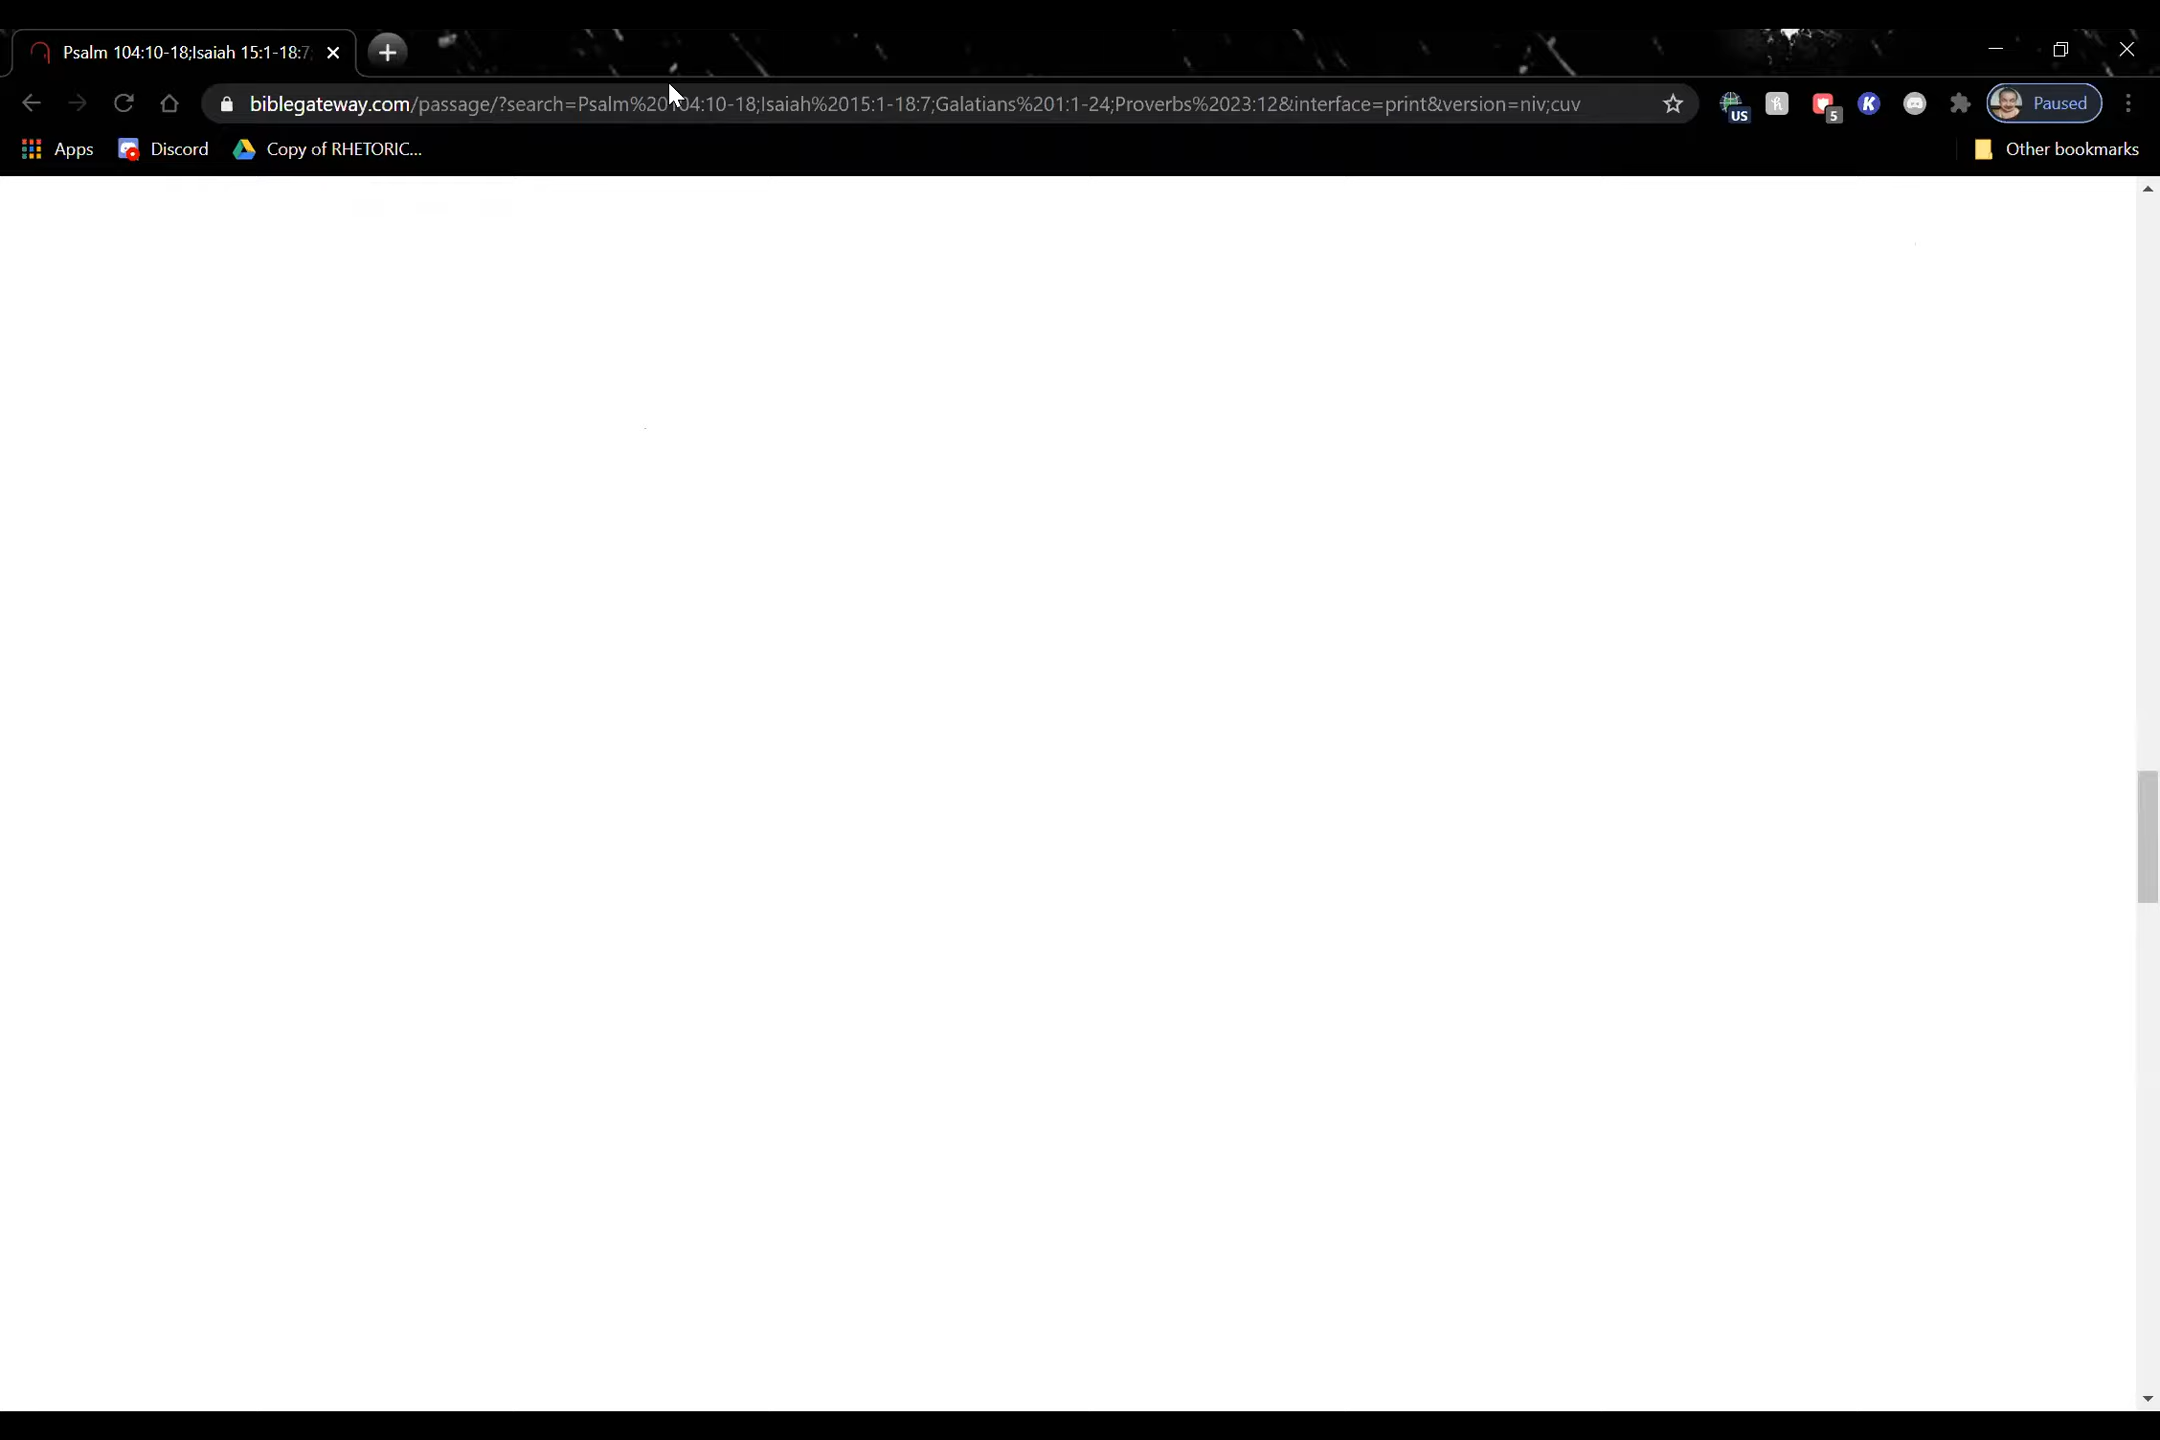 Psalm 104:10-18;Isaiah 15:1-18:7;
biblegateway.com/passage/?search=Psalm%20104:10-18;Isaiah%2015:1-18:7;Galatians%201:1-24;Proverbs%2023:12&interface=print&version=niv;cuv
US
5
K
Paused
Apps
Discord
Copy of RHETORIC...
Other bookmarks